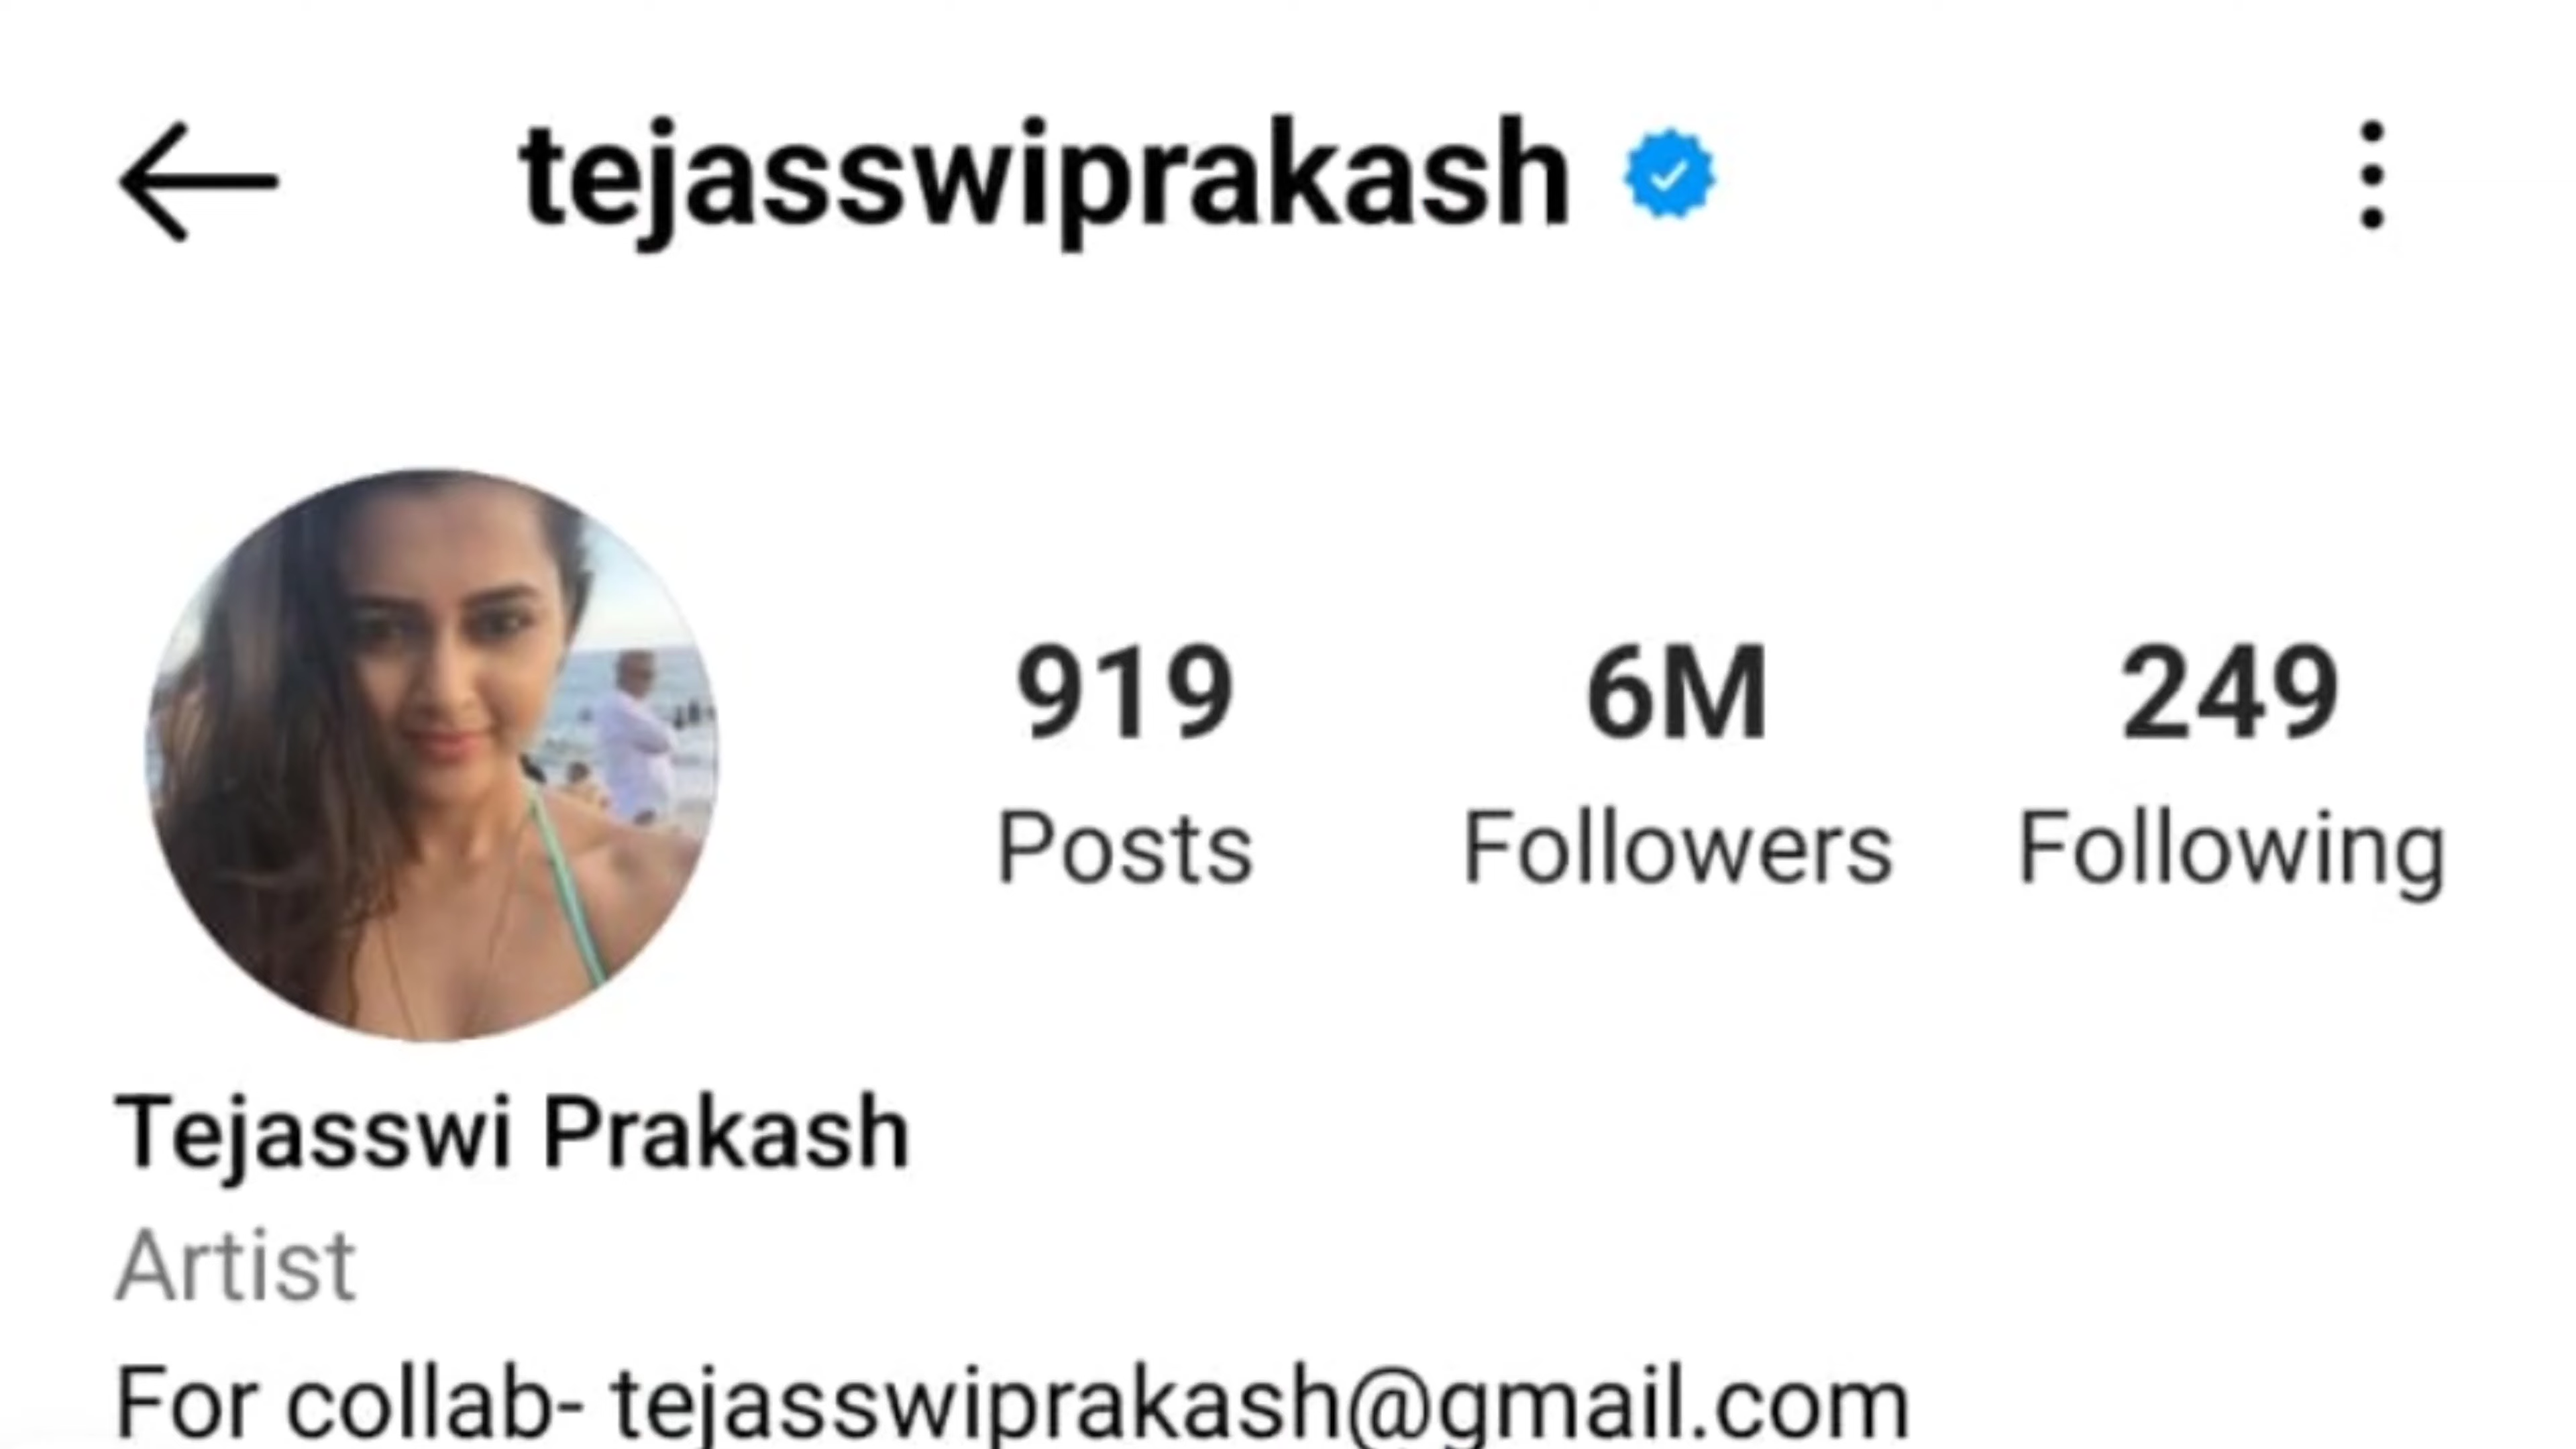 tejasswiprakash
919 6M 249
Posts Followers Following
Tejasswi Prakash
Artist
For collab- tejasswiprakash@gmail.com